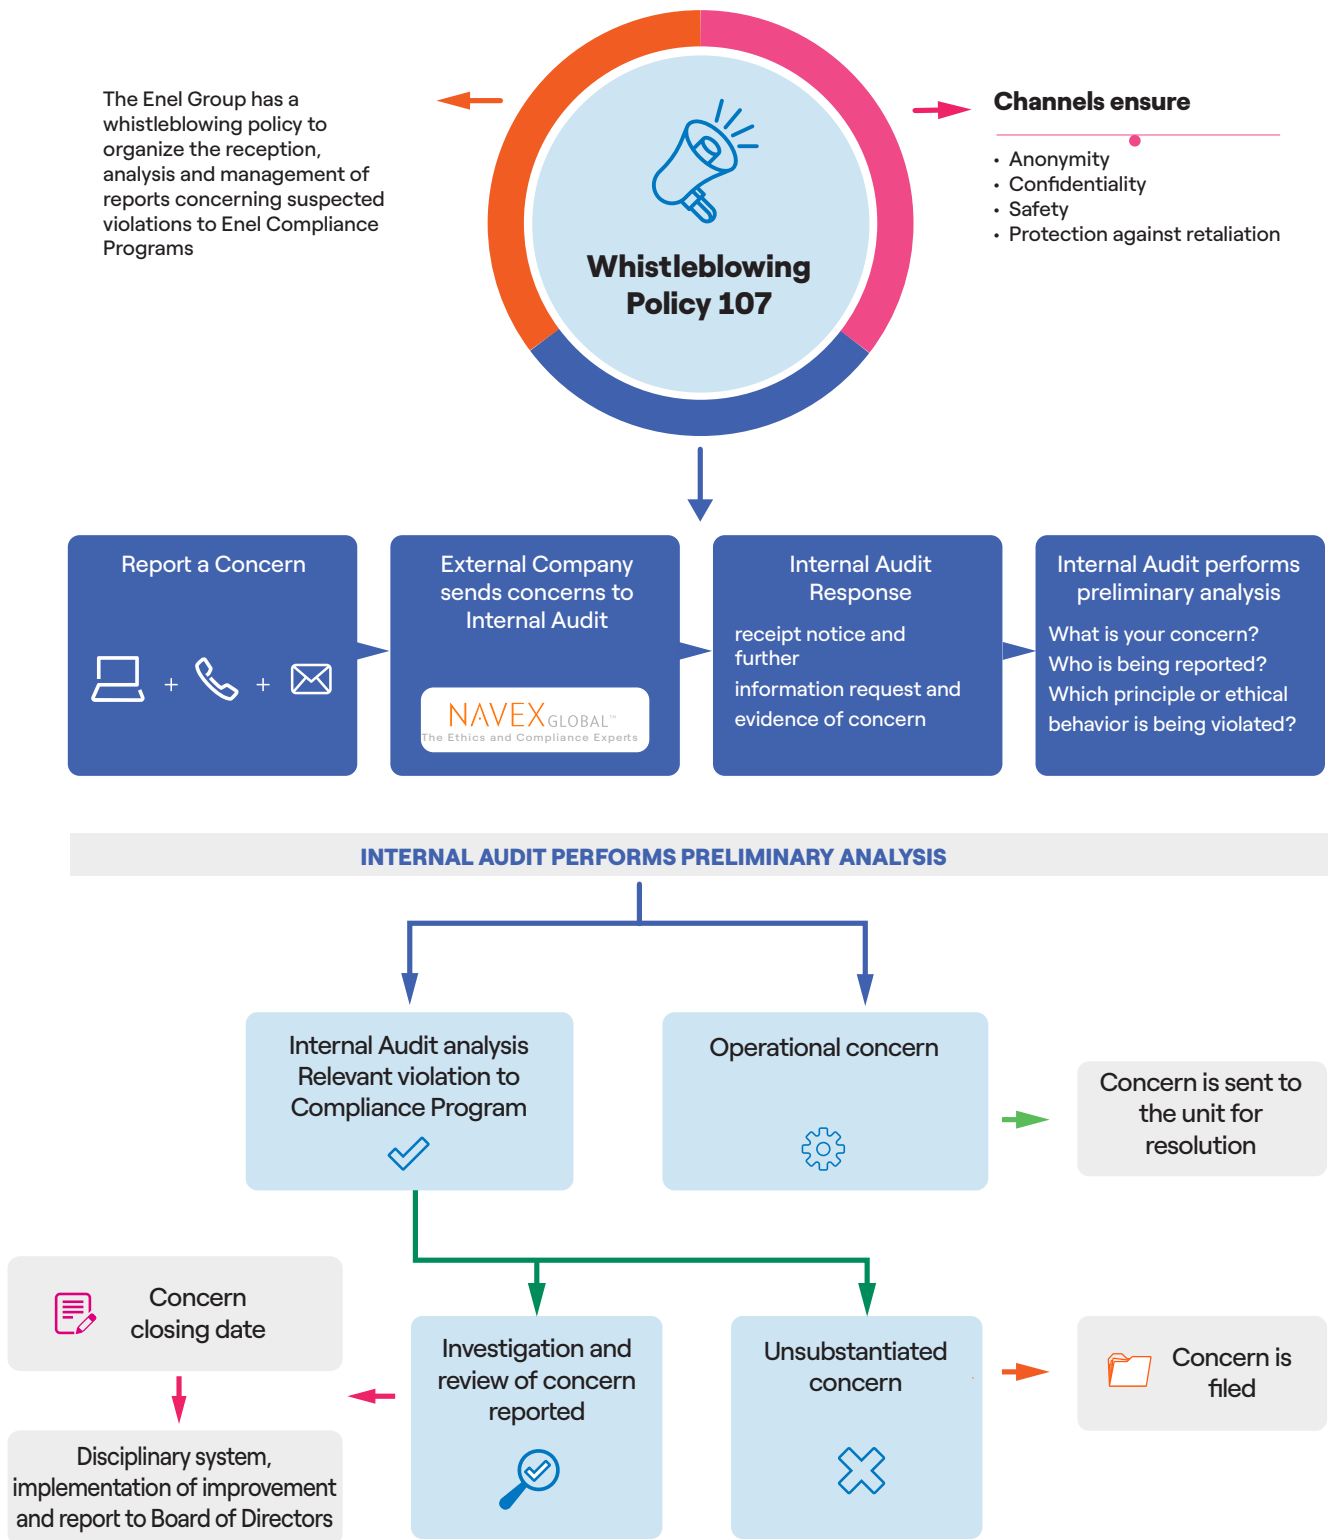 The Enel Group has a
whistleblowing policy to
organize the reception,
analysis and management of
reports concerning suspected
violations to Enel Compliance
Programs
Whistleblowing
Policy 107
Channels ensure
• Anonymity
• Confidentiality
• Safety
• Protection against retaliation
Report a Concern
+ +
External Company
sends concerns to
Internal Audit
NAVEX GLOBAL™
The Ethics and Compliance Experts
Internal Audit
Response
receipt notice and
further
information request and
evidence of concern
Internal Audit performs
preliminary analysis
What is your concern?
Who is being reported?
Which principle or ethical
behavior is being violated?
INTERNAL AUDIT PERFORMS PRELIMINARY ANALYSIS
Internal Audit analysis
Relevant violation to
Compliance Program
Operational concern
Concern is sent to
the unit for
resolution
Concern
closing date
Investigation and
review of concern
reported
Unsubstantiated
concern
Concern is
filed
Disciplinary system,
implementation of improvement
and report to Board of Directors